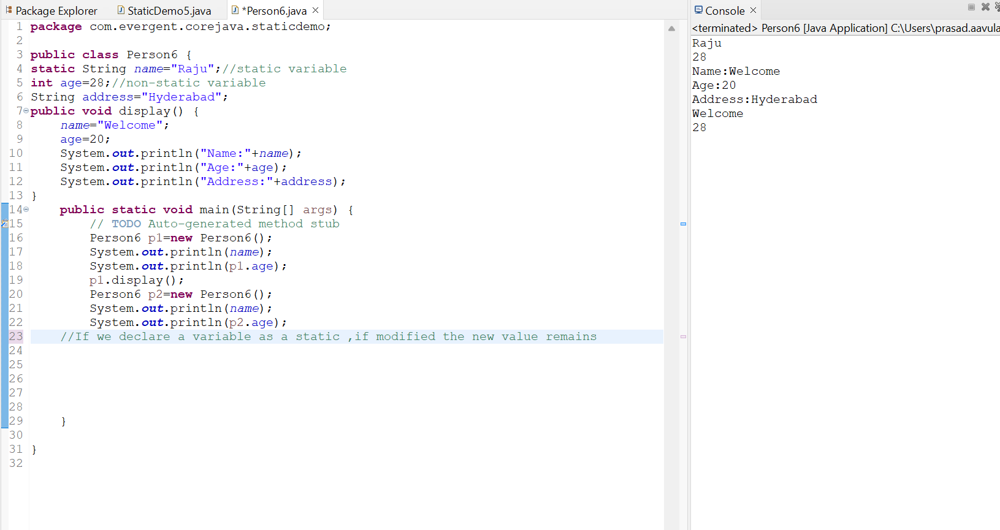 Package Explorer StaticDemo5.java *Person6.java
1 package com.evergent.corejava.staticdemo;
2
3 public class Person6 {
4 static String name="Raju";//static variable
5 int age=28;//non-static variable
6 String address="Hyderabad";
7 public void display() {
8     name="Welcome";
9     age=20;
10     System.out.println("Name:"+name);
11     System.out.println("Age:"+age);
12     System.out.println("Address:"+address);
13 }
14     public static void main(String[] args) {
15         // TODO Auto-generated method stub
16         Person6 p1=new Person6();
17         System.out.println(name);
18         System.out.println(p1.age);
19         p1.display();
20         Person6 p2=new Person6();
21         System.out.println(name);
22         System.out.println(p2.age);
23     //If we declare a variable as a static ,if modified the new value remains
24
25
26
27
28
29     }
30
31 }
32
Console
<terminated> Person6 [Java Application] C:\Users\prasad.aavula
Raju
28
Name:Welcome
Age:20
Address:Hyderabad
Welcome
28